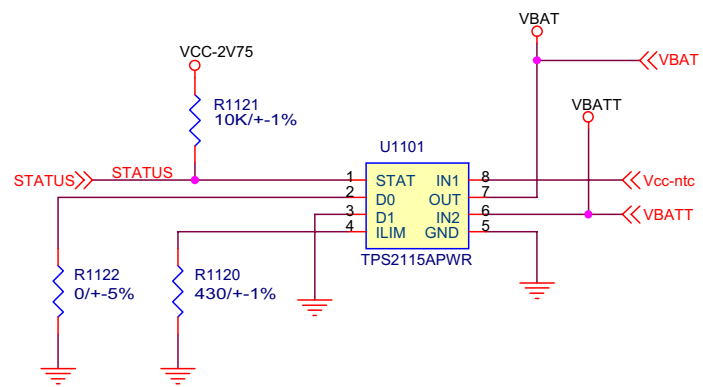 VBAT
VCC-2V75
VBAT
R1121
10K/+-1%
VBATT
U1101
STATUS
STATUS
1
STAT
IN1
8
Vcc-ntc
2
D0
OUT
7
3
D1
IN2
6
VBATT
4
ILIM
GND
5
TPS2115APWR
R1122
0/+-5%
R1120
430/+-1%